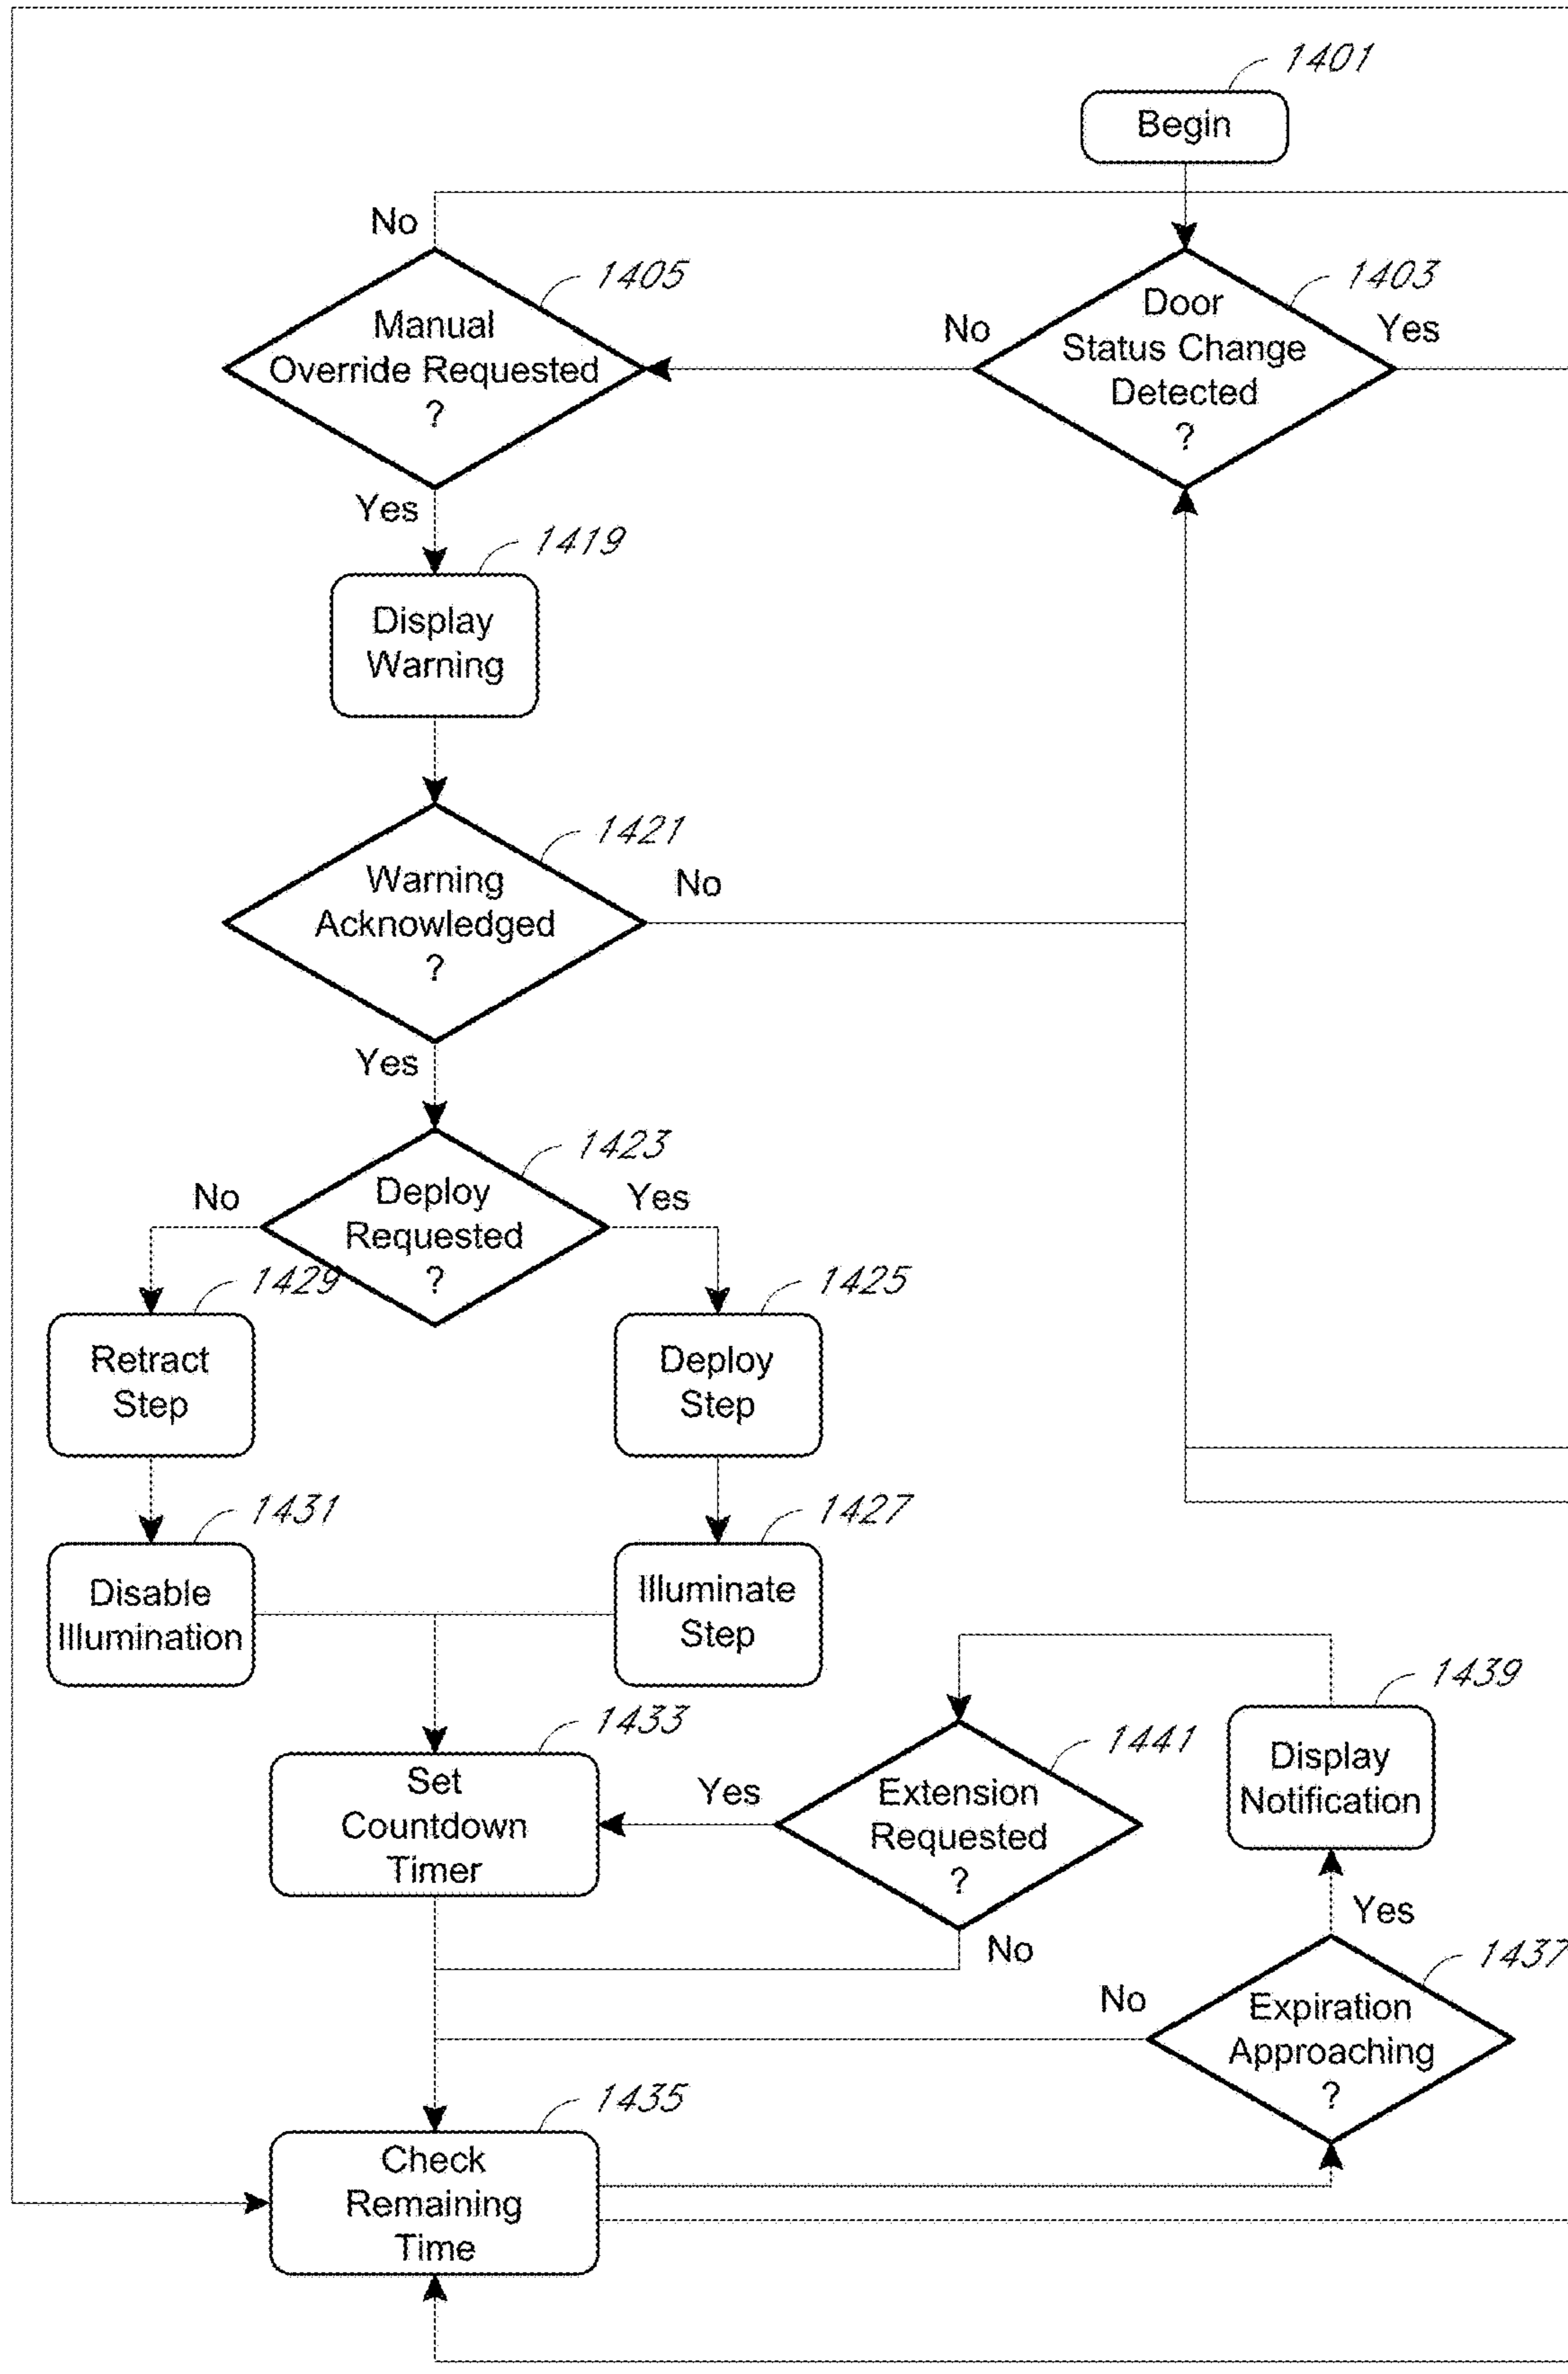 1401
Begin
No
1405
Manual
Override Requested
?
No
1403
Door
Status Change
Detected
?
Yes
Yes
1419
Display
Warning
1421
Warning
Acknowledged
?
No
Yes
1423
No
Deploy
Requested
?
Yes
1429
Retract
Step
1425
Deploy
Step
1431
Disable
Illumination
1427
Illuminate
Step
1433
Set
Countdown
Timer
Yes
1441
Extension
Requested
?
No
1439
Display
Notification
Yes
1437
No
Expiration
Approaching
?
1435
Check
Remaining
Time